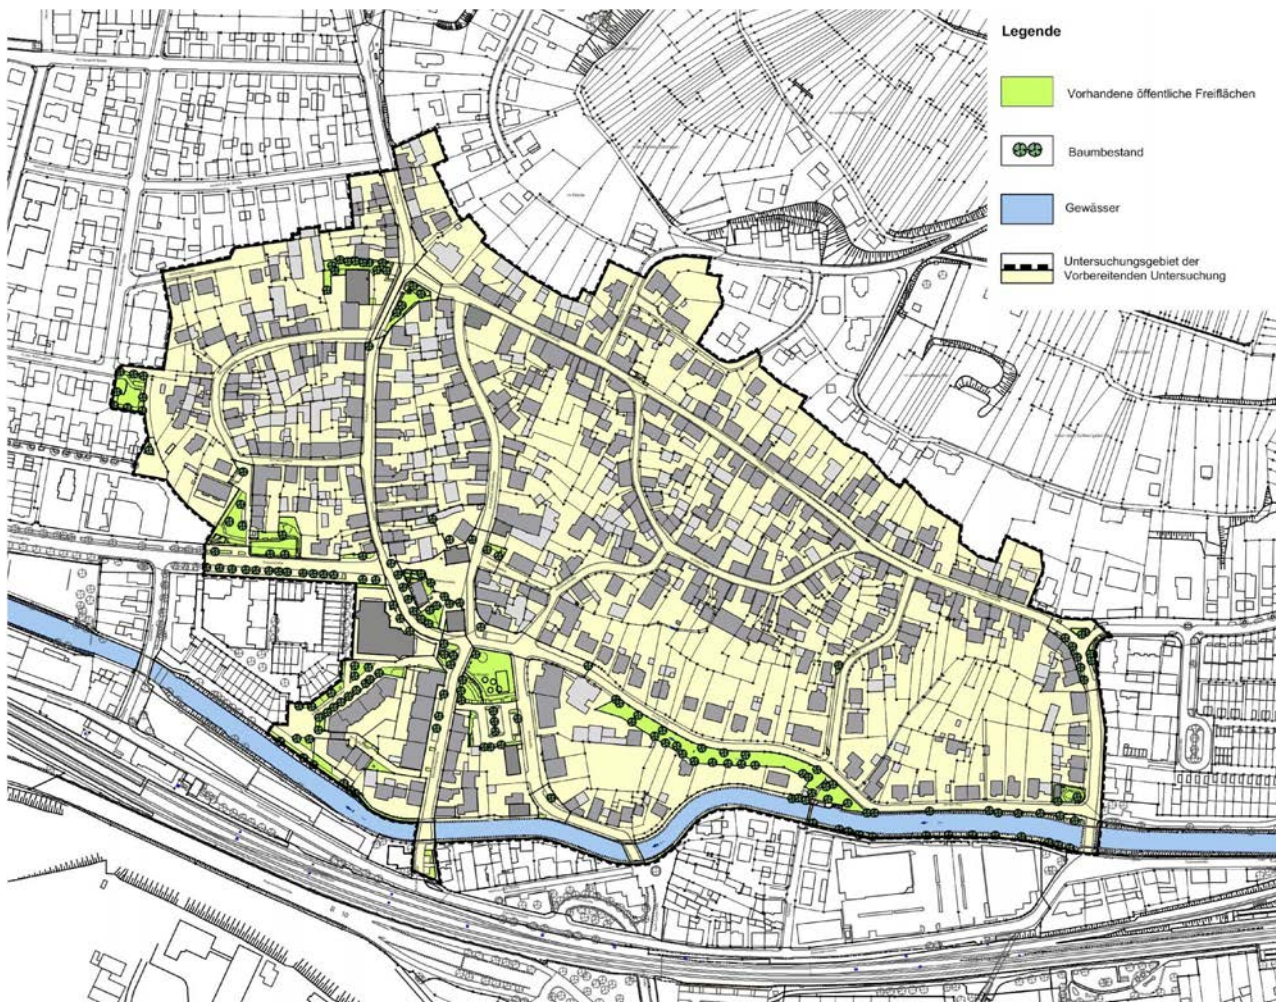 Legende
Vorhandene öffentliche Freiflächen
Baumbestand
Gewässer
Untersuchungsgebiet der
Vorbereitenden Untersuchung